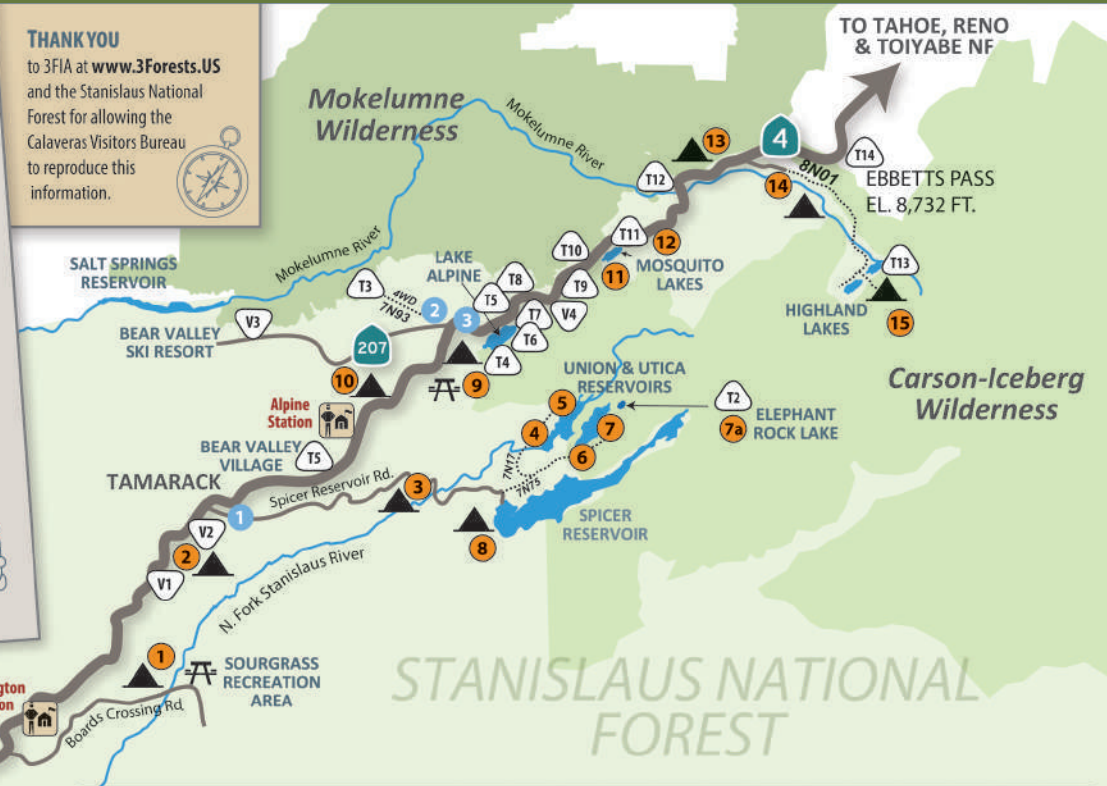 THANK YOU
to 3FIA at www.3Forests.US
and the Stanislaus National
Forest for allowing the
Calaveras Visitors Bureau
to reproduce this
information.
TO TAHOE, RENO
& TOIYABE NF
Mokelumne
Wilderness
Mokelumne River
13
4
T14
T12
8N01
EBBETTS PASS
EL. 8,732 FT.
14
Mokelumne River
T11
12
T10
SALT SPRINGS
RESERVOIR
LAKE
ALPINE
T8
11
MOSQUITO
LAKES
T13
T3
4WD
7N93
T5
T9
2
3
T7
V4
HIGHLAND
LAKES
15
V3
BEAR VALLEY
SKI RESORT
207
T6
T4
10
9
UNION & UTICA
RESERVOIRS
Carson-Iceberg
Wilderness
Alpine
Station
5
T2
7
7a
ELEPHANT
ROCK LAKE
4
BEAR VALLEY
VILLAGE
T5
6
7N17
7N75
TAMARACK
Spicer Reservoir Rd.
3
1
SPICER
RESERVOIR
V2
8
2
V1
N. Fork Stanislaus River
1
SOURGRASS
RECREATION
AREA
STANISLAUS NATIONAL
FOREST
gton
on
Boards Crossing Rd